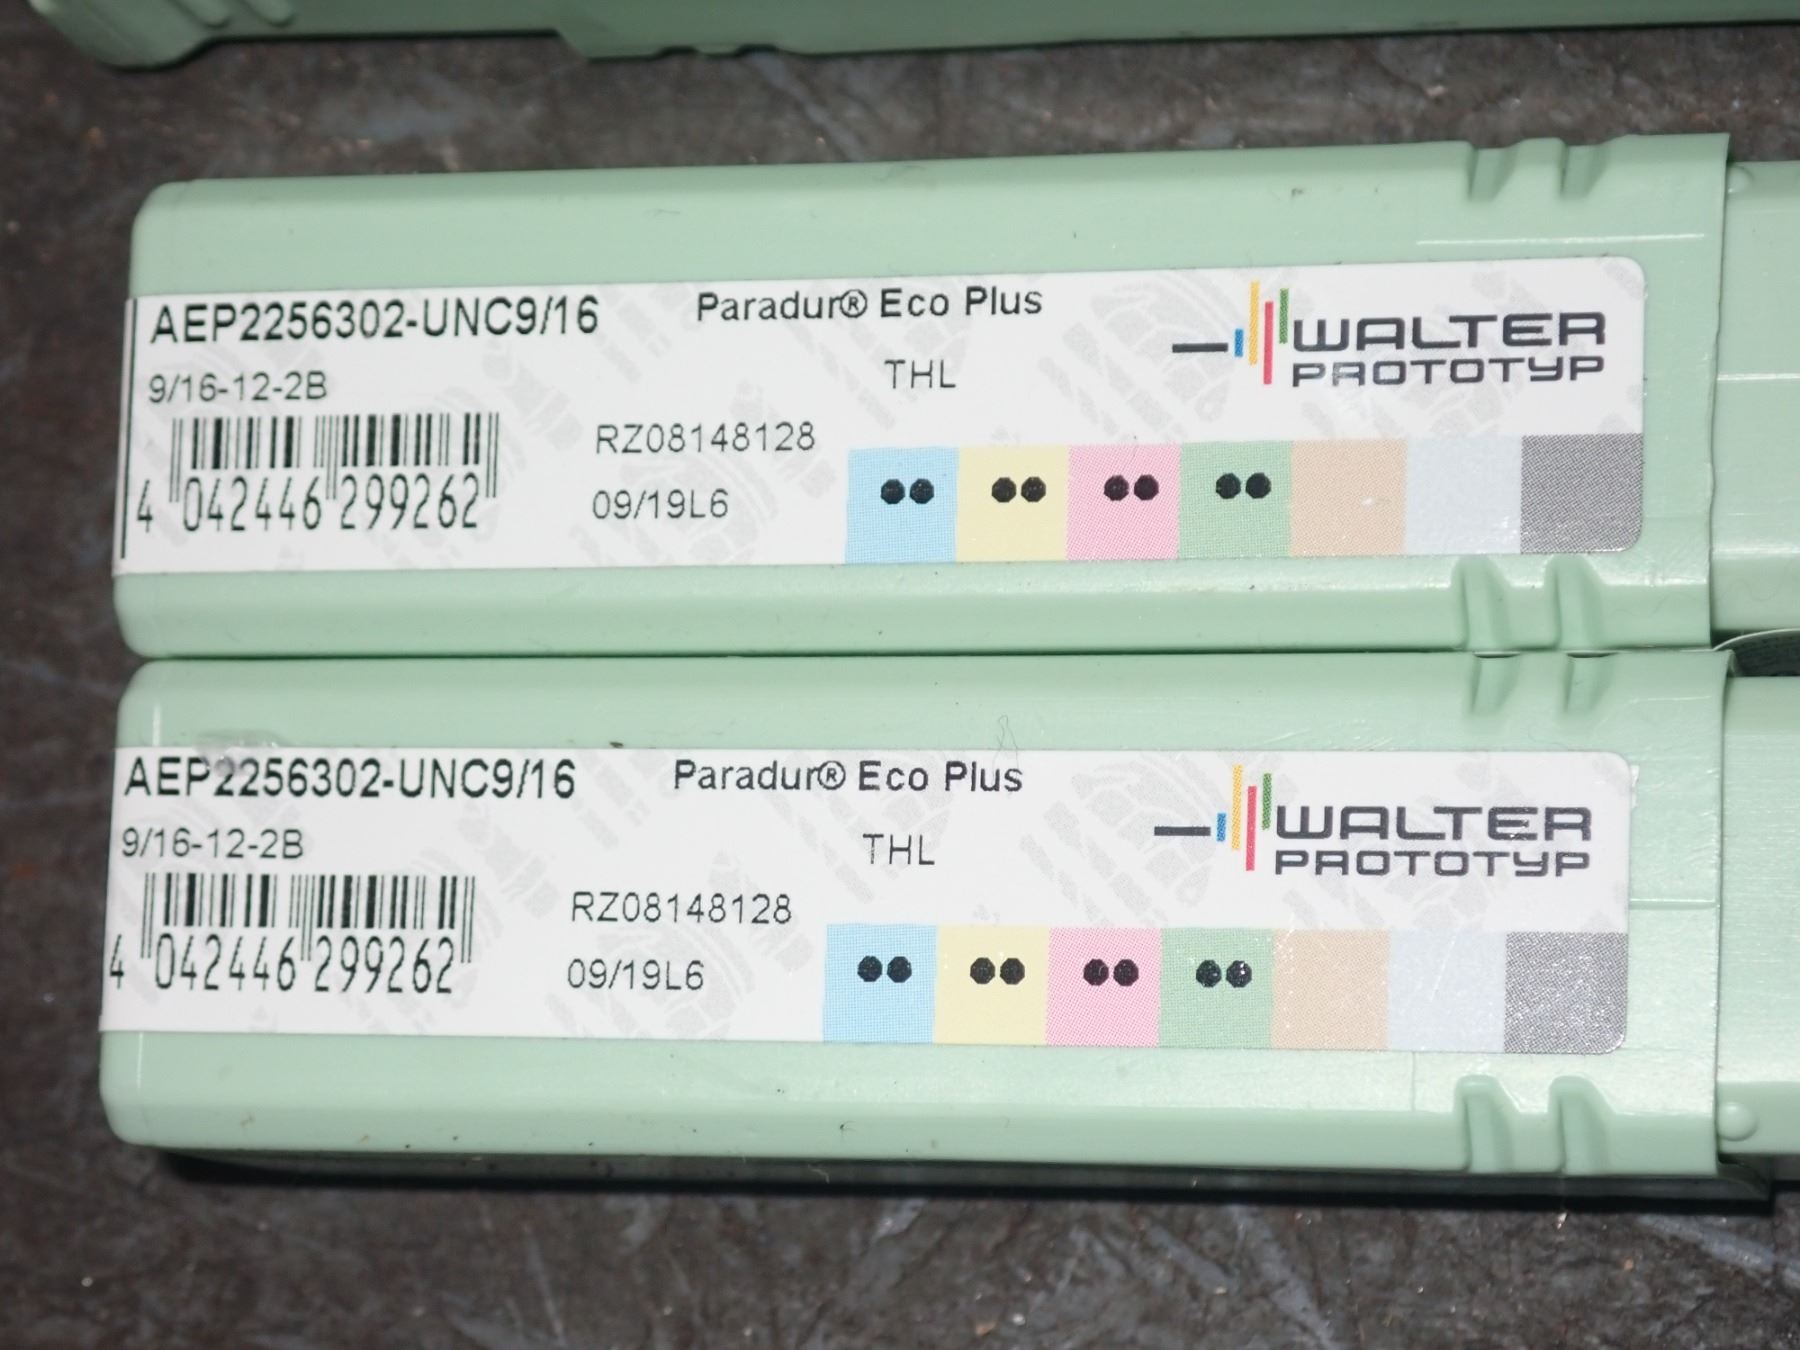 AEP2256302-UNC9/16
Paradur® Eco Plus
WALTER
PROTOTYP
9/16-12-2B
THL
RZ08148128
09/19L6
4 042446 299262
AEP2256302-UNC9/16
Paradur® Eco Plus
WALTER
PROTOTYP
9/16-12-2B
THL
RZ08148128
09/19L6
4 042446 299262